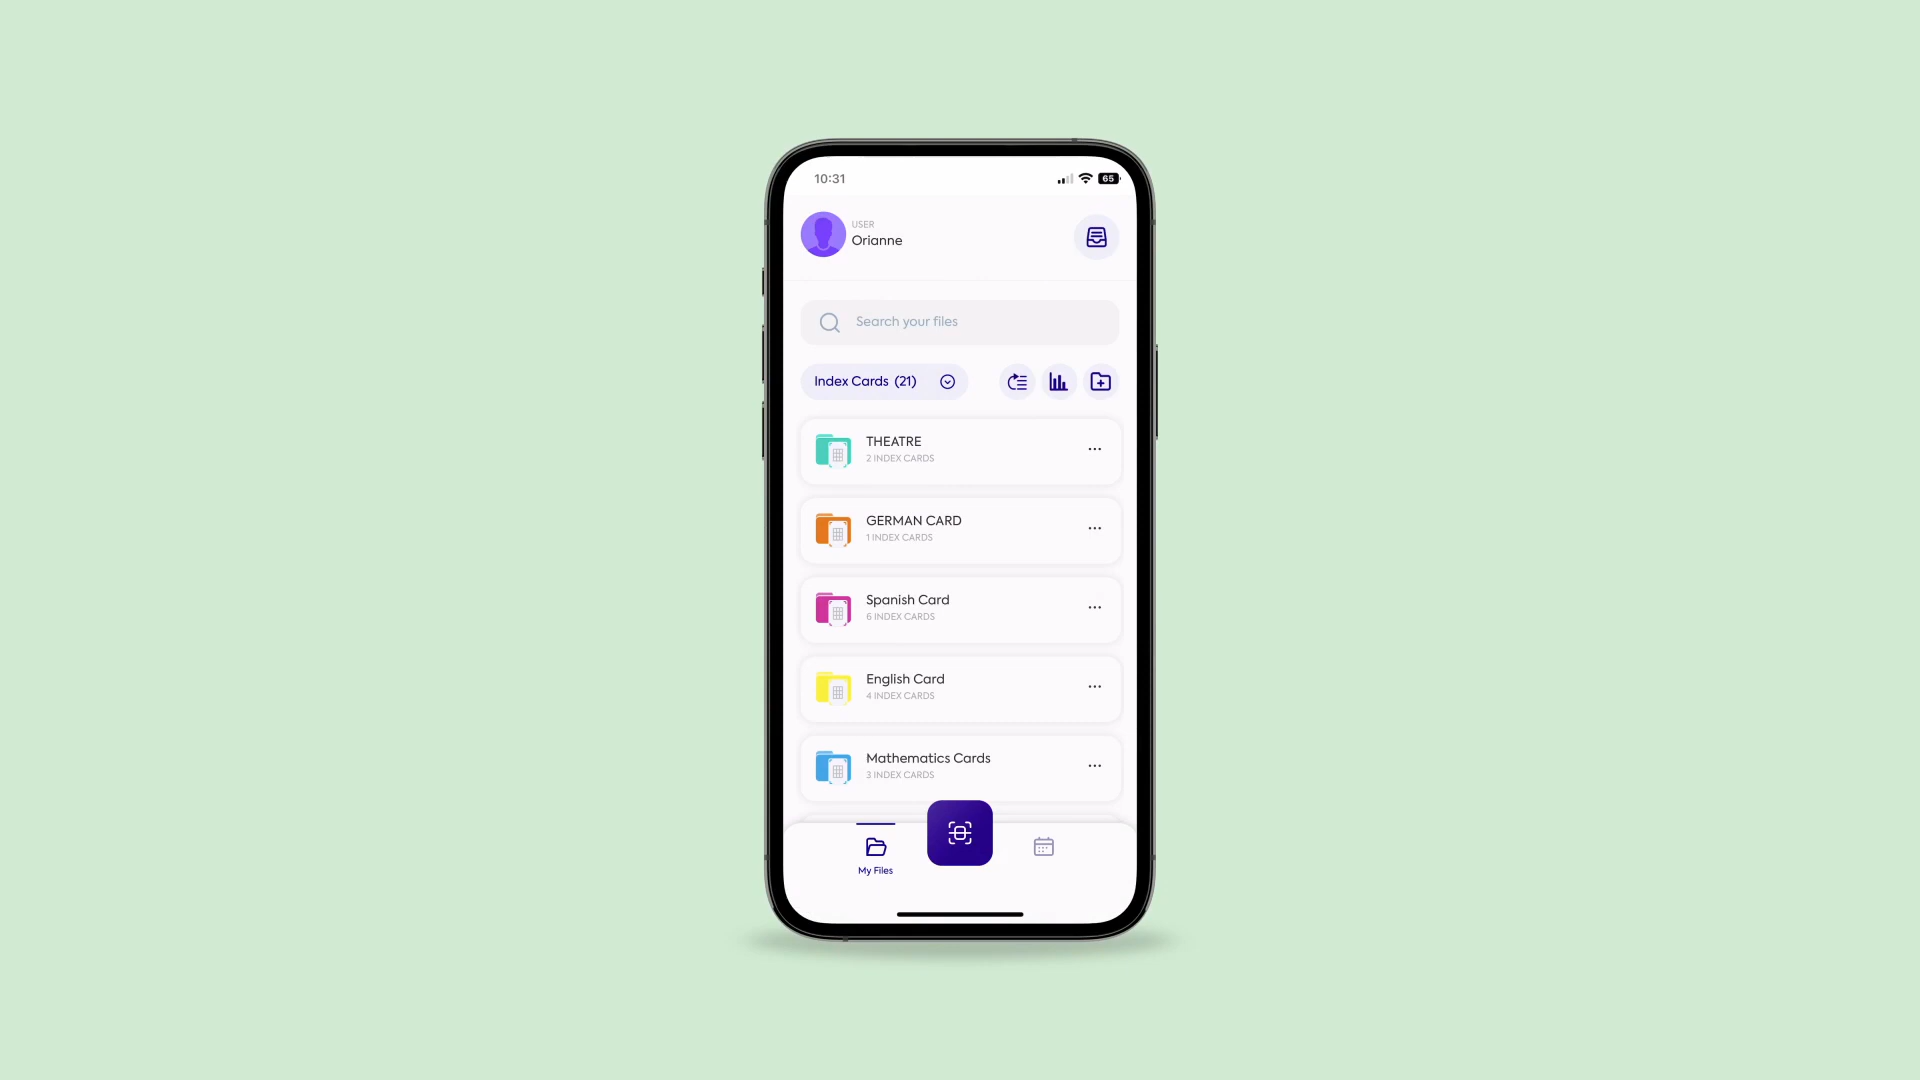 10:31
65
USER
Orianne
Search your files
Index Cards (21)
THEATRE
2 INDEX CARDS
GERMAN CARD
1 INDEX CARDS
Spanish Card
6 INDEX CARDS
English Card
4 INDEX CARDS
Mathematics Cards
3 INDEX CARDS
My Files